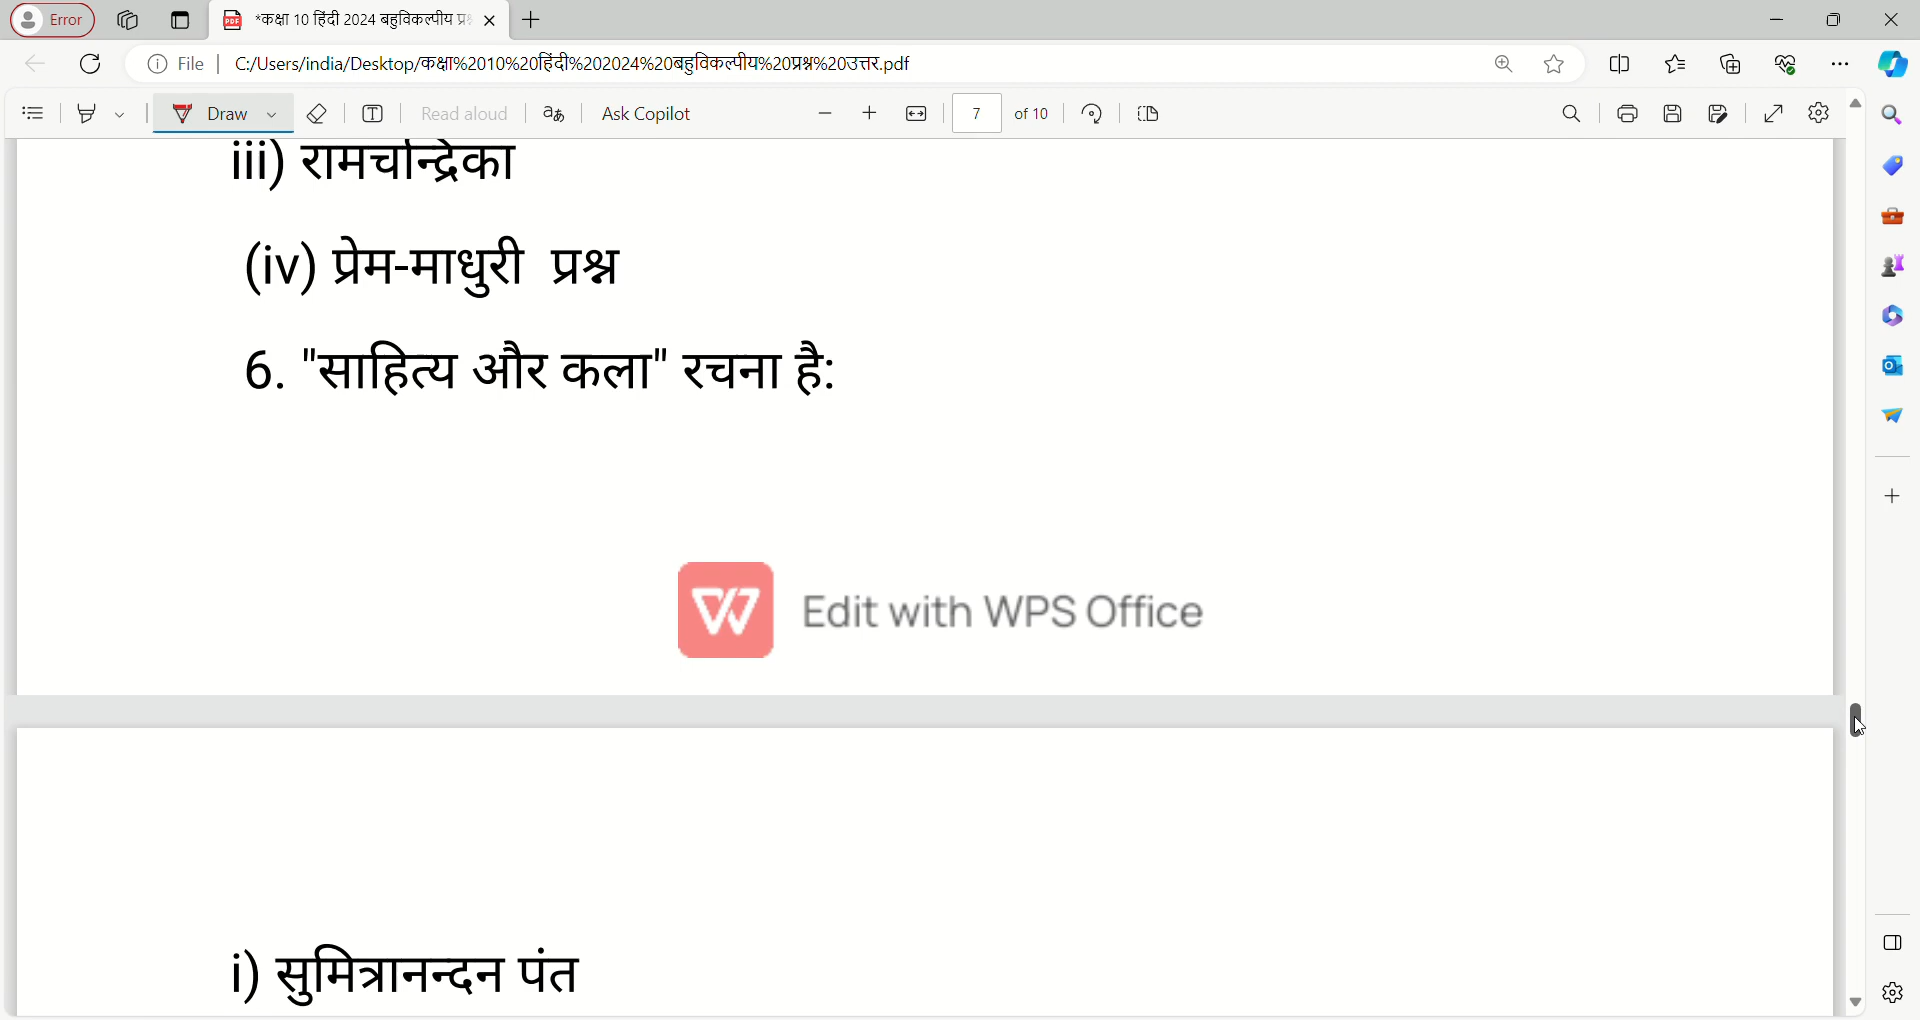 Error
*कक्षा 10 हिंदी 2024 बहुविकल्पीय प्र
File
C:/Users/india/Desktop/कक्षा%2010%20हिंदी%202024%20बहुविकल्पीय%20प्रश्न%20उत्तर.pdf
Draw
Read aloud
Ask Copilot
7
of 10
iii) रामचन्द्रिका
(iv) प्रेम-माधुरी प्रश्न
6. "साहित्य और कला" रचना है:
Edit with WPS Office
i) सुमित्रानन्दन पंत